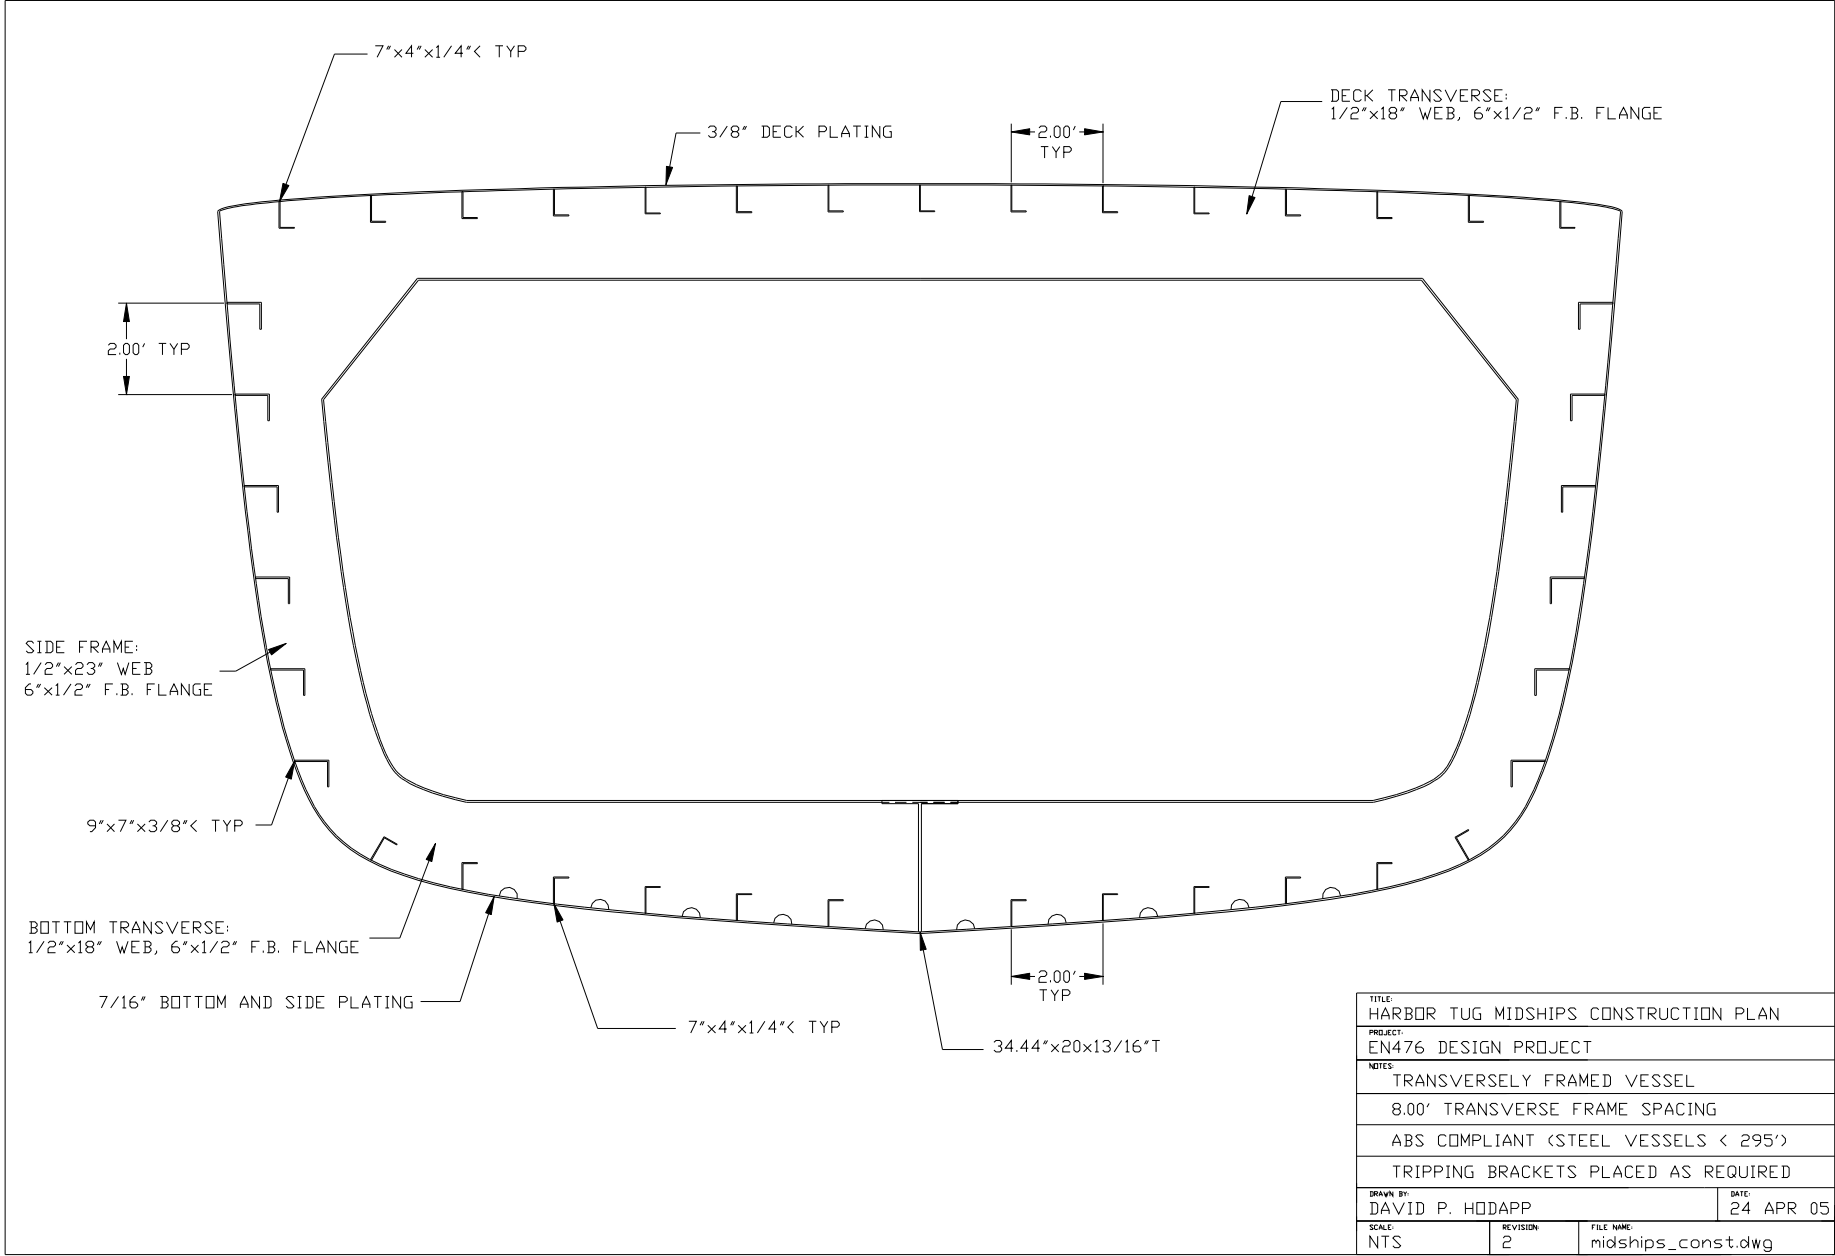 7"x4"x1/4"< TYP
DECK TRANSVERSE:
1/2"x18" WEB, 6"x1/2" F.B. FLANGE
3/8" DECK PLATING
2.00'
TYP
2.00' TYP
SIDE FRAME:
1/2"x23" WEB
6"x1/2" F.B. FLANGE
9"x7"x3/8"< TYP
BOTTOM TRANSVERSE:
1/2"x18" WEB, 6"x1/2" F.B. FLANGE
7/16" BOTTOM AND SIDE PLATING
2.00'
TYP
7"x4"x1/4"< TYP
34.44"x20x13/16"T
TITLE:
HARBOR TUG MIDSHIPS CONSTRUCTION PLAN
PROJECT:
EN476 DESIGN PROJECT
NOTES:
TRANSVERSELY FRAMED VESSEL
8.00' TRANSVERSE FRAME SPACING
ABS COMPLIANT (STEEL VESSELS < 295')
TRIPPING BRACKETS PLACED AS REQUIRED
DRAWN BY:
DAVID P. HODAPP
DATE:
24 APR 05
SCALE:
NTS
REVISION:
2
FILE NAME:
midships_const.dwg